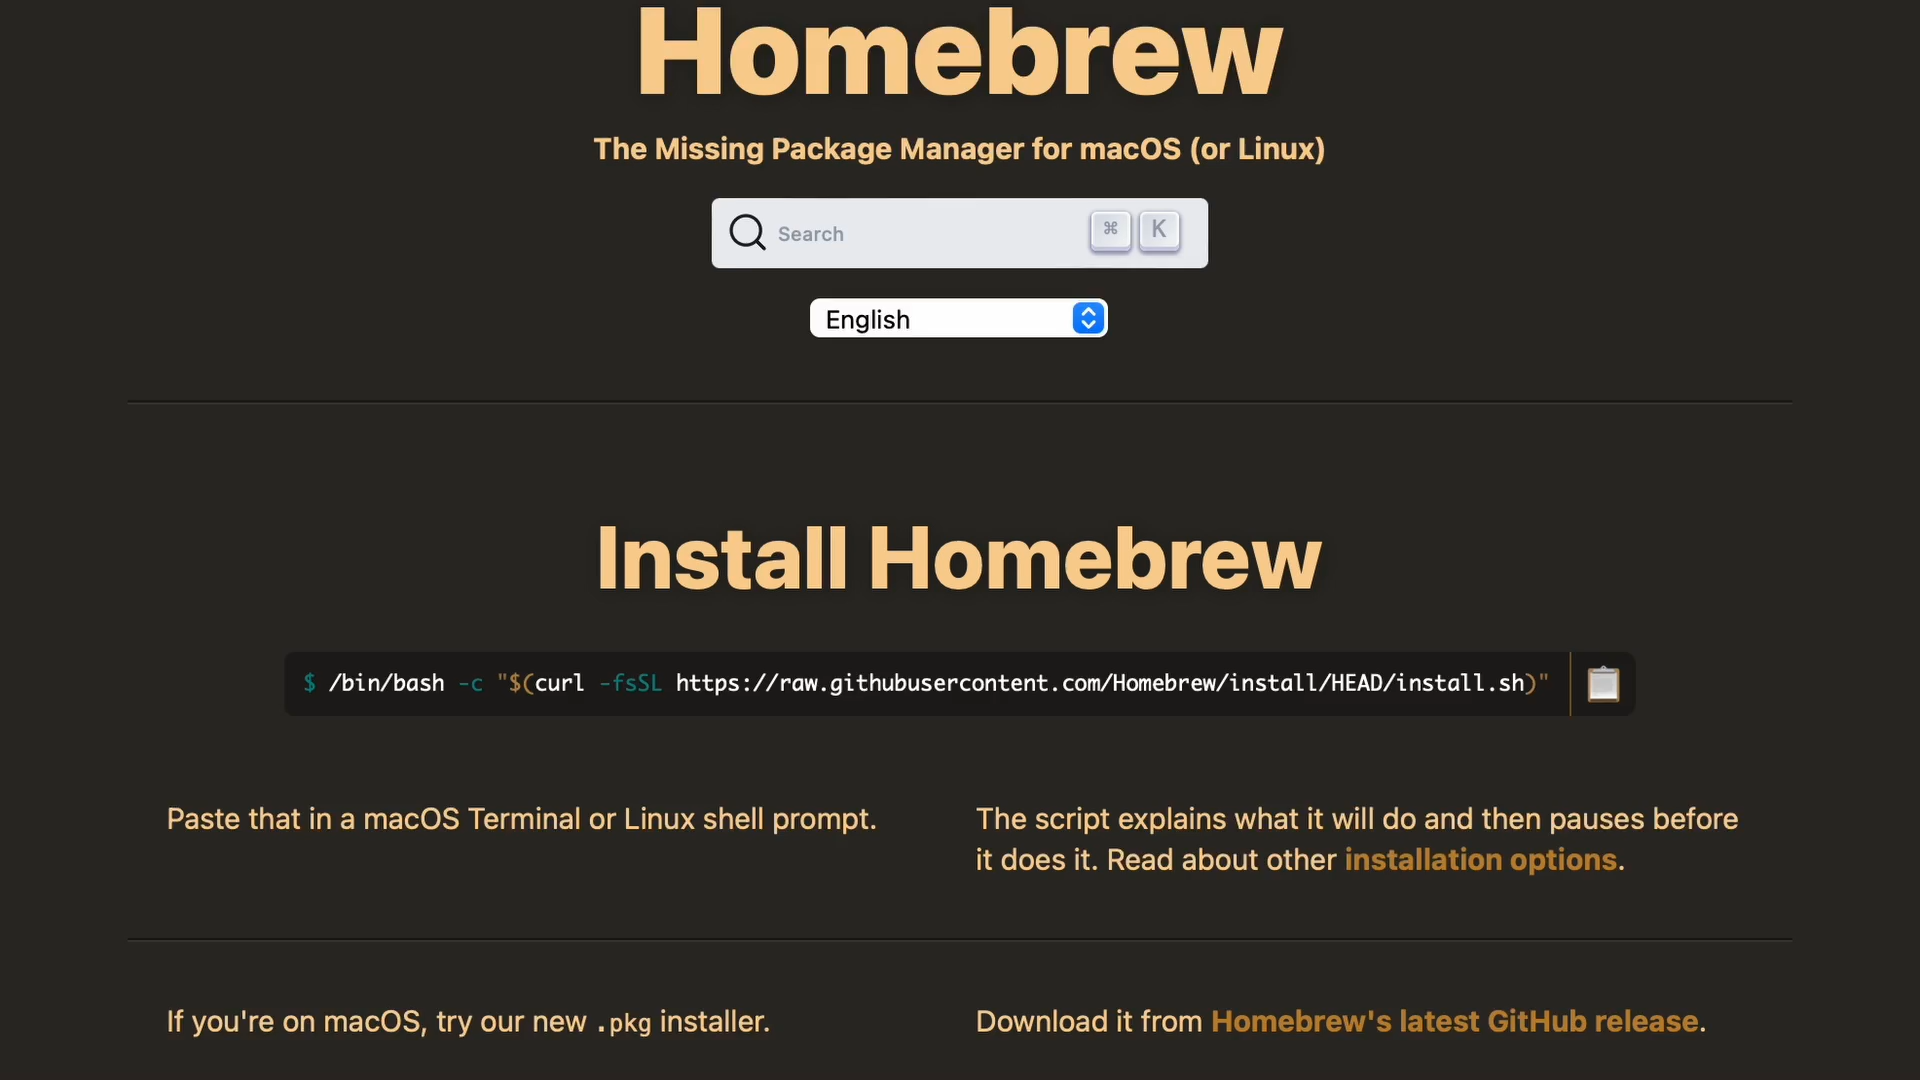 Homebrew
The Missing Package Manager for macOS (or Linux)
Search ⌘ K
English
Install Homebrew
$ /bin/bash -c "$(curl -fsSL https://raw.githubusercontent.com/Homebrew/install/HEAD/install.sh)"
Paste that in a macOS Terminal or Linux shell prompt.
The script explains what it will do and then pauses before
it does it. Read about other installation options.
If you're on macOS, try our new .pkg installer.
Download it from Homebrew's latest GitHub release.